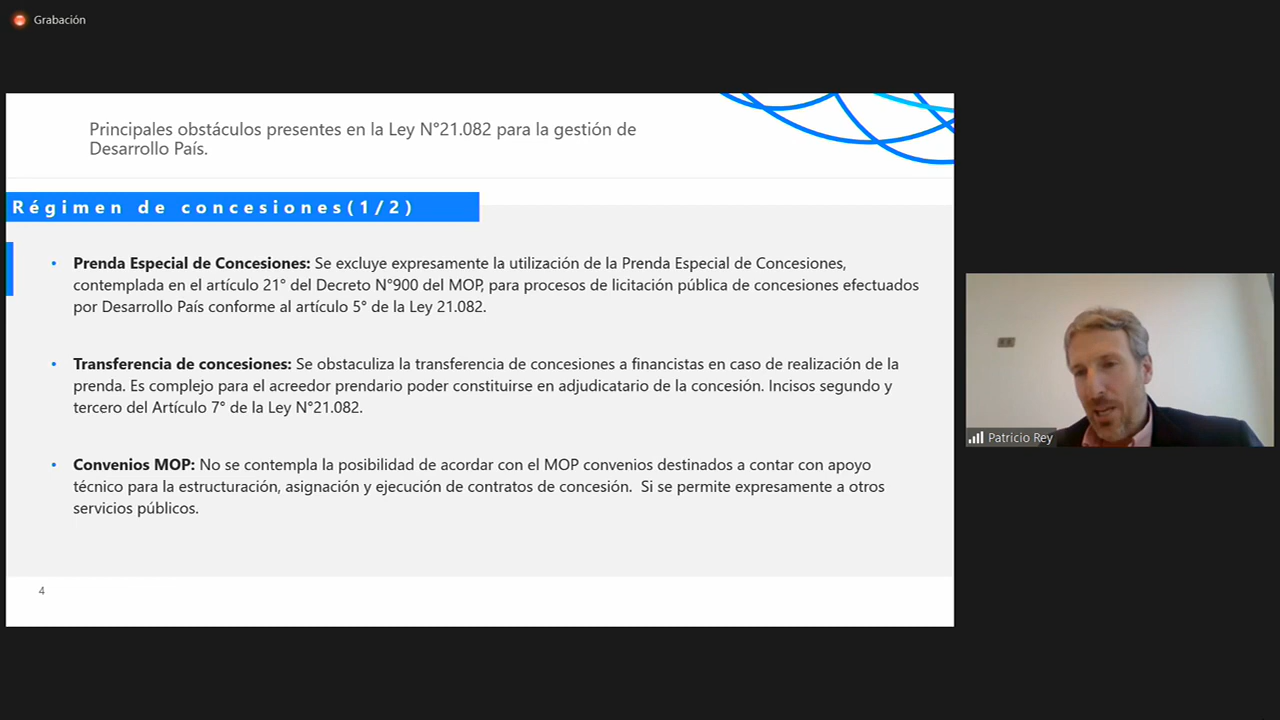 Grabación
Principales obstáculos presentes en la Ley N°21.082 para la gestión de
Desarrollo País.
Régimen de concesiones(1/2)
• Prenda Especial de Concesiones: Se excluye expresamente la utilización de la Prenda Especial de Concesiones,
contemplada en el artículo 21° del Decreto N°900 del MOP, para procesos de licitación pública de concesiones efectuados
por Desarrollo País conforme al artículo 5° de la Ley 21.082.
• Transferencia de concesiones: Se obstaculiza la transferencia de concesiones a financistas en caso de realización de la
prenda. Es complejo para el acreedor prendario poder constituirse en adjudicatario de la concesión. Incisos segundo y
tercero del Artículo 7° de la Ley N°21.082.
• Convenios MOP: No se contempla la posibilidad de acordar con el MOP convenios destinados a contar con apoyo
técnico para la estructuración, asignación y ejecución de contratos de concesión. Si se permite expresamente a otros
servicios públicos.
4
Patricio Rey